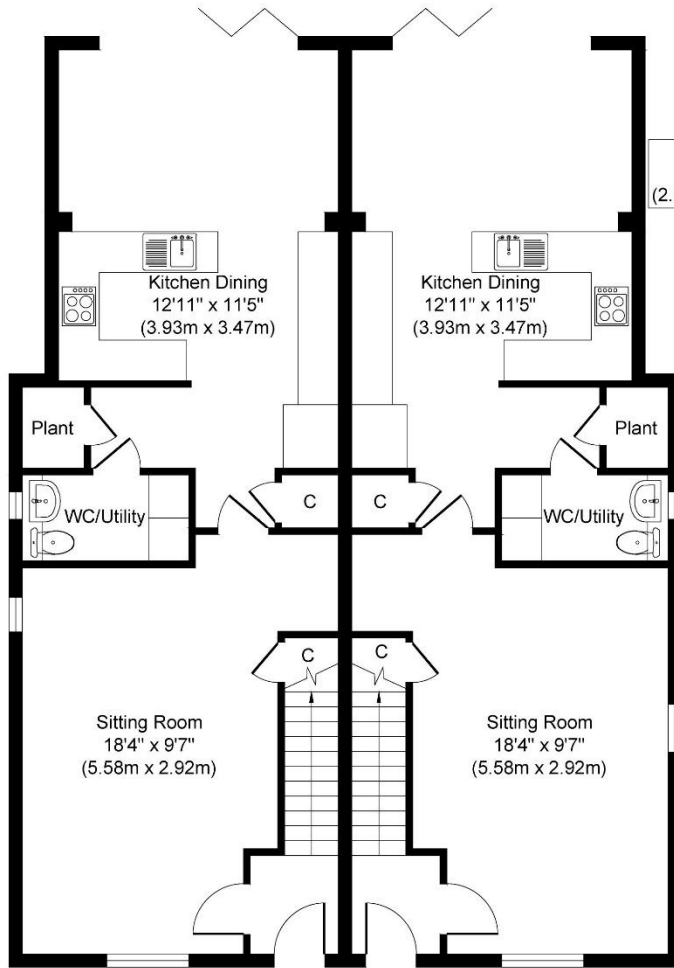 (2.
Kitchen Dining
12'11" x 11'5"
(3.93m x 3.47m)
Kitchen Dining
12'11" x 11'5"
(3.93m x 3.47m)
Plant
Plant
C
C
WC/Utility
WC/Utility
C
C
Sitting Room
18'4" x 9'7"
(5.58m x 2.92m)
Sitting Room
18'4" x 9'7"
(5.58m x 2.92m)